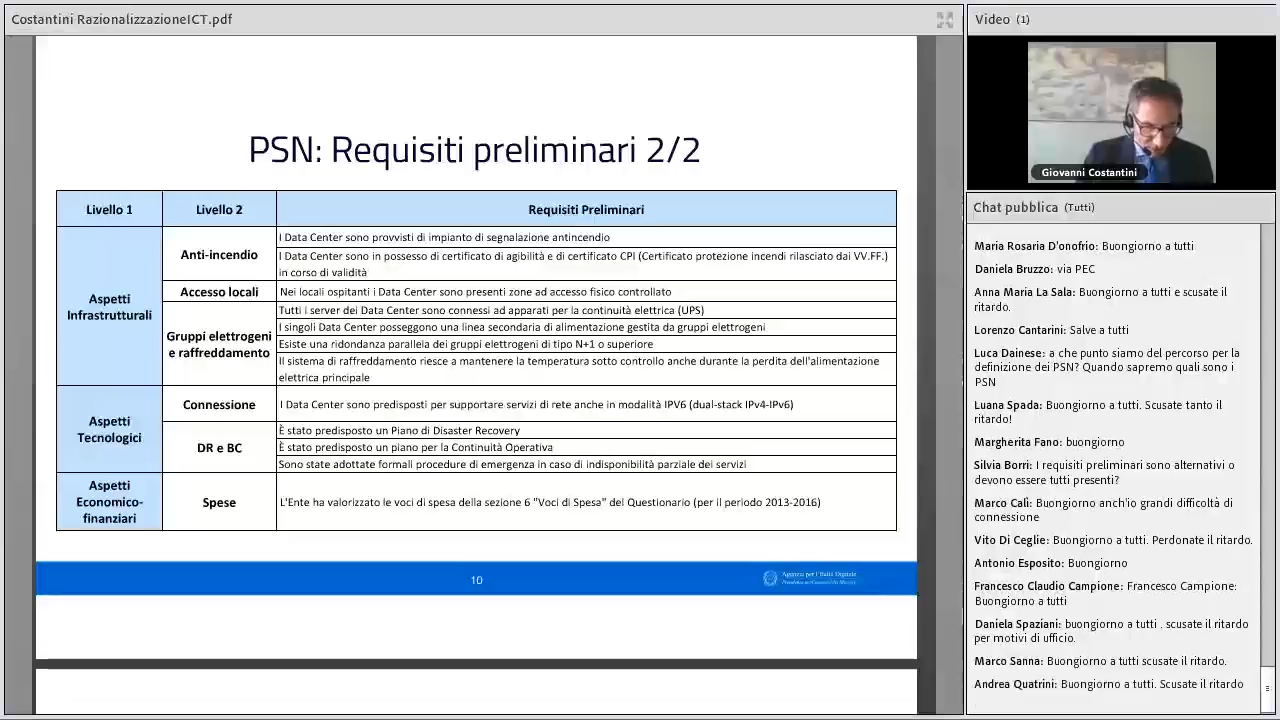 Costantini RazionalizzazioneICT.pdf
PSN: Requisiti preliminari 2/2
Livello 1
Livello 2
Requisiti Preliminari
Aspetti
Infrastrutturali
Anti-incendio
I Data Center sono provvisti di impianto di segnalazione antincendio
I Data Center sono in possesso di certificato di agibilità e di certificato CPI (Certificato protezione incendi rilasciato dai VV.FF.)
in corso di validità
Accesso locali
Nei locali ospitanti i Data Center sono presenti zone ad accesso fisico controllato
Gruppi elettrogeni
e raffreddamento
Tutti i server dei Data Center sono connessi ad apparati per la continuità elettrica (UPS)
I singoli Data Center posseggono una linea secondaria di alimentazione gestita da gruppi elettrogeni
Esiste una ridondanza parallela dei gruppi elettrogeni di tipo N+1 o superiore
Il sistema di raffreddamento riesce a mantenere la temperatura sotto controllo anche durante la perdita dell'alimentazione
elettrica principale
Aspetti
Tecnologici
Connessione
I Data Center sono predisposti per supportare servizi di rete anche in modalità IPV6 (dual-stack IPv4-IPv6)
DR e BC
È stato predisposto un Piano di Disaster Recovery
È stato predisposto un piano per la Continuità Operativa
Sono state adottate formali procedure di emergenza in caso di indisponibilità parziale dei servizi
Aspetti
Economico-
finanziari
Spese
L'Ente ha valorizzato le voci di spesa della sezione 6 "Voci di Spesa" del Questionario (per il periodo 2013-2016)
10
Agenzia per l'Italia Digitale
Video (1)
Giovanni Costantini
Chat pubblica (Tutti)
Maria Rosaria D'onofrio: Buongiorno a tutti
Daniela Bruzzo: via PEC
Anna Maria La Sala: Buongiorno a tutti e scusate il
ritardo.
Lorenzo Cantarini: Salve a tutti
Luca Dainese: a che punto siamo del percorso per la
definizione dei PSN? Quando sapremo quali sono i
PSN
Luana Spada: Buongiorno a tutti. Scusate tanto il
ritardo!
Margherita Fano: buongiorno
Silvia Borri: I requisiti preliminari sono alternativi o
devono essere tutti presenti?
Marco Calì: Buongiorno anch'io grandi difficoltà di
connessione
Vito Di Ceglie: Buongiorno a tutti. Perdonate il ritardo.
Antonio Esposito: Buongiorno
Francesco Claudio Campione: Francesco Campione:
Buongiorno a tutti
Daniela Spaziani: buongiorno a tutti . scusate il ritardo
per motivi di ufficio.
Marco Sanna: Buongiorno a tutti scusate il ritardo.
Andrea Quatrini: Buongiorno a tutti. Scusate il ritardo